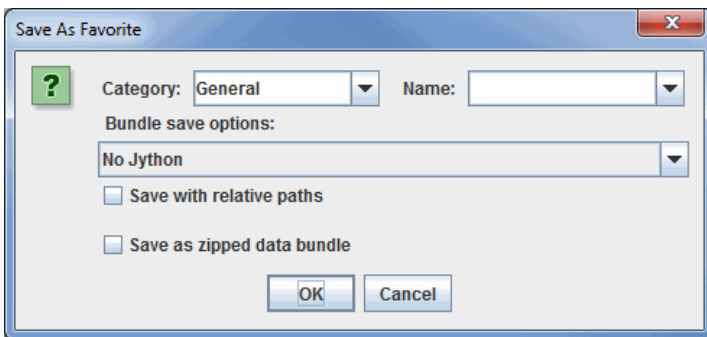 Save As Favorite
?
Category: General Name:
Bundle save options:
No Jython
Save with relative paths
Save as zipped data bundle
OK Cancel